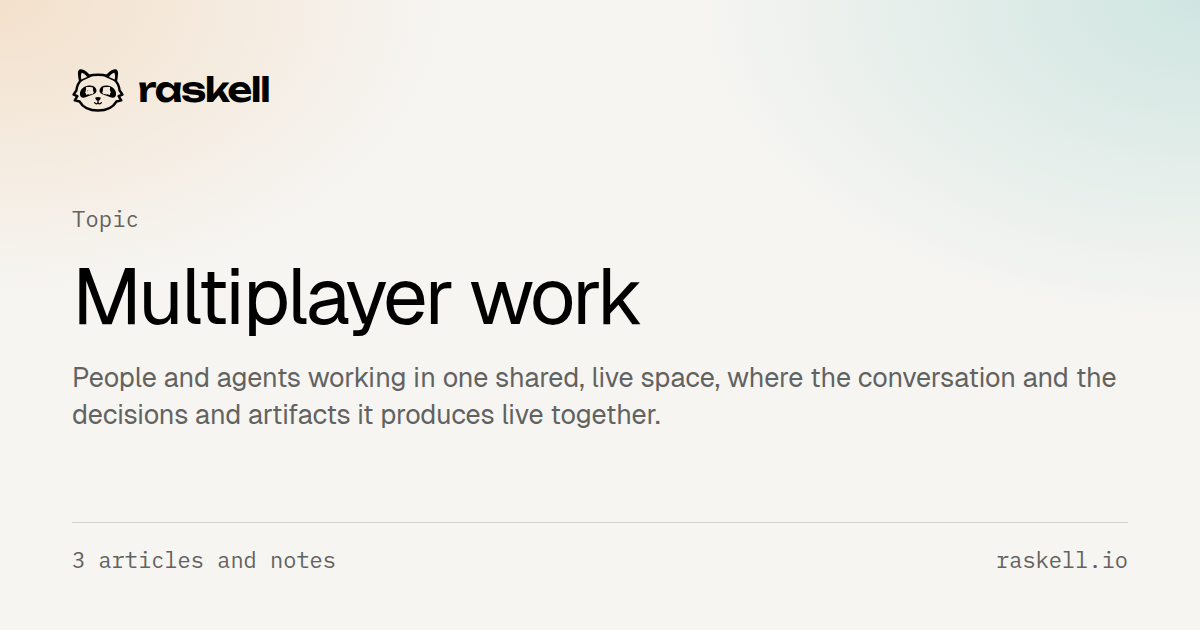 raskell
Topic
Multiplayer work
People and agents working in one shared, live space, where the conversation and the
decisions and artifacts it produces live together.
3 articles and notes
raskell.io